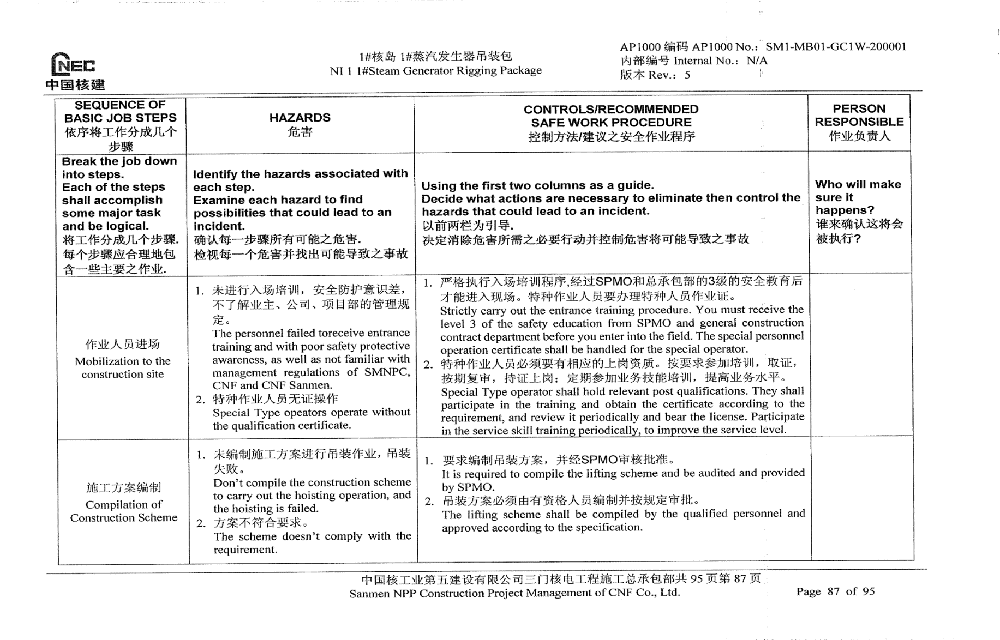 NEC
中国核建
1#核岛 1#蒸汽发生器吊装包
NI 1 1#Steam Generator Rigging Package
AP1000 编码 AP1000 No.：SM1-MB01-GC1W-200001
内部编号 Internal No.：N/A
版本 Rev.：5
SEQUENCE OF
BASIC JOB STEPS
依序将工作分成几个
步骤
HAZARDS
危害
CONTROLS/RECOMMENDED
SAFE WORK PROCEDURE
控制方法/建议之安全作业程序
PERSON
RESPONSIBLE
作业负责人
Break the job down
into steps.
Each of the steps
shall accomplish
some major task
and be logical.
将工作分成几个步骤.
每个步骤应合理地包
含一些主要之作业.
Identify the hazards associated with
each step.
Examine each hazard to find
possibilities that could lead to an
incident.
确认每一步骤所有可能之危害.
检视每一个危害并找出可能导致之事故
Using the first two columns as a guide.
Decide what actions are necessary to eliminate then control the
hazards that could lead to an incident.
以前两栏为引导.
决定消除危害所需之必要行动并控制危害将可能导致之事故
Who will make
sure it
happens?
谁来确认这将会
被执行?
作业人员进场
Mobilization to the
construction site
1. 未进行入场培训，安全防护意识差，
不了解业主、公司、项目部的管理规
定。
The personnel failed toreceive entrance
training and with poor safety protective
awareness, as well as not familiar with
management regulations of SMNPC,
CNF and CNF Sanmen.
2. 特种作业人员无证操作
Special Type opeators operate without
the qualification certificate.
1. 严格执行入场培训程序,经过SPMO和总承包部的3级的安全教育后
才能进入现场。特种作业人员要办理特种人员作业证。
Strictly carry out the entrance training procedure. You must receive the
level 3 of the safety education from SPMO and general construction
contract department before you enter into the field. The special personnel
operation certificate shall be handled for the special operator.
2. 特种作业人员必须要有相应的上岗资质。按要求参加培训，取证，
按期复审，持证上岗；定期参加业务技能培训，提高业务水平。
Special Type operator shall hold relevant post qualifications. They shall
participate in the training and obtain the certificate according to the
requirement, and review it periodically and bear the license. Participate
in the service skill training periodically, to improve the service level.
施工方案编制
Compilation of
Construction Scheme
1. 未编制施工方案进行吊装作业，吊装
失败。
Don't compile the construction scheme
to carry out the hoisting operation, and
the hoisting is failed.
2. 方案不符合要求。
The scheme doesn't comply with the
requirement.
1. 要求编制吊装方案，并经SPMO审核批准。
It is required to compile the lifting scheme and be audited and provided
by SPMO.
2. 吊装方案必须由有资格人员编制并按规定审批。
The lifting scheme shall be compiled by the qualified personnel and
approved according to the specification.
中国核工业第五建设有限公司三门核电工程施工总承包部共 95 页第 87 页
Sanmen NPP Construction Project Management of CNF Co., Ltd.
Page 87 of 95